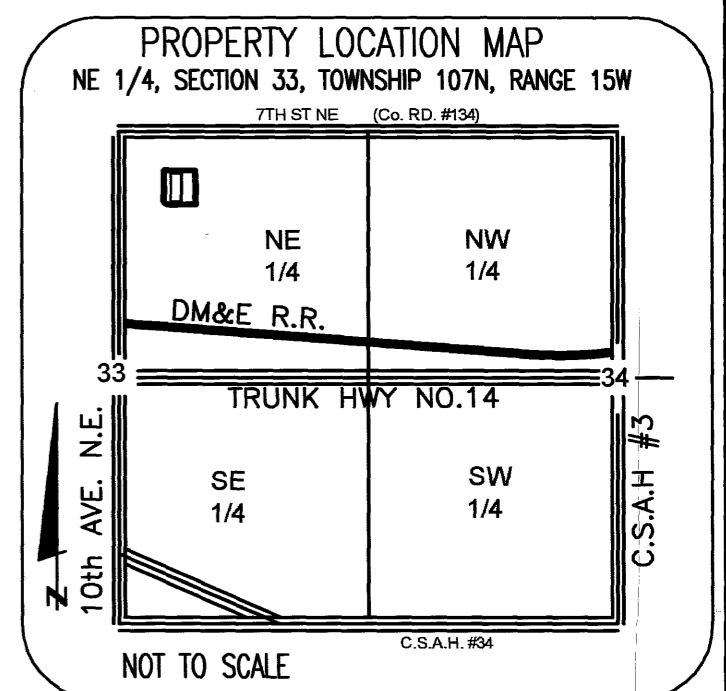 PROPERTY LOCATION MAP
NE 1/4, SECTION 33, TOWNSHIP 107N, RANGE 15W
7TH ST NE (Co. RD. #134)
NE
1/4
NW
1/4
DM&E R.R.
33
34
TRUNK HWY NO.14
10th AVE. N.E.
C.S.A.H #3
SE
1/4
SW
1/4
N
C.S.A.H. #34
NOT TO SCALE